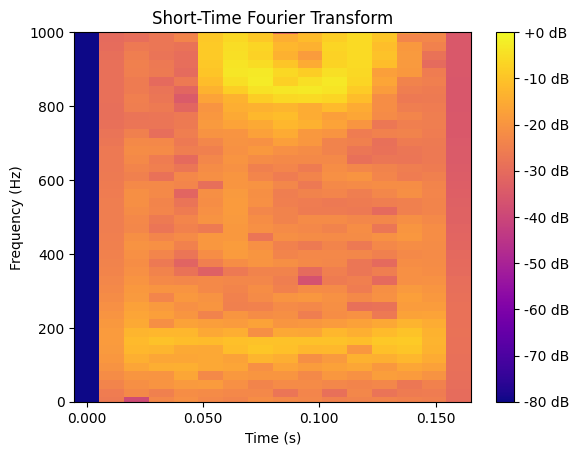 Short-Time Fourier Transform
1000
800
600
400
200
0
Frequency (Hz)
0.000
0.050
0.100
0.150
Time (s)
+0 dB
-10 dB
-20 dB
-30 dB
-40 dB
-50 dB
-60 dB
-70 dB
-80 dB